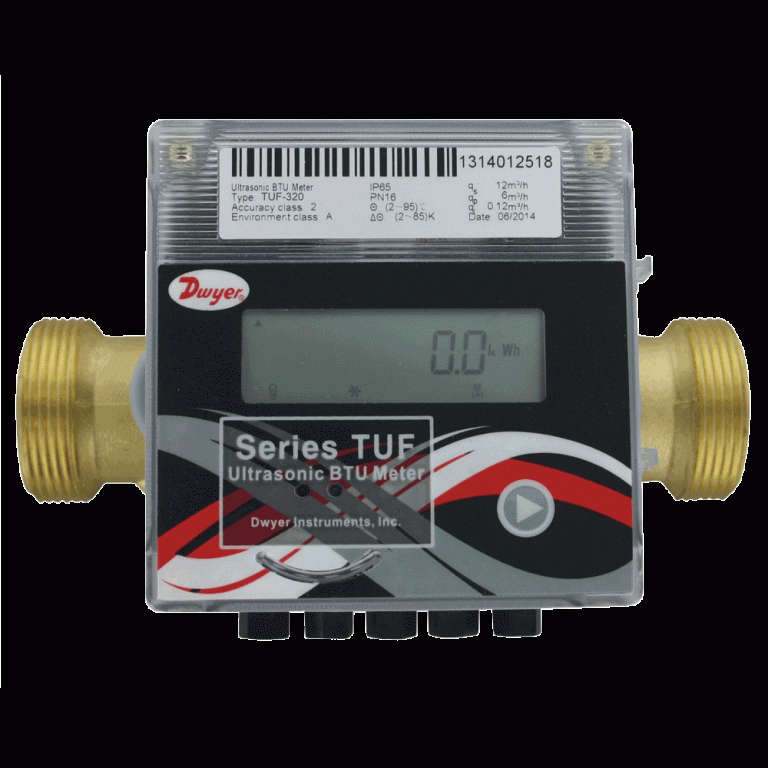 1314012518
Ultrasonic BTU Meter IP65 qs 12m³/h
Type TUF-320 PN16 qp 6m³/h
Accuracy class 2 Θ (2~95)℃ qi 0 12m³/h
Environment class A ΔΘ (2~85)K Date 06/2014
Dwyer®
0.0 k Wh
Series TUF
Ultrasonic BTU Meter
Dwyer Instruments, Inc.